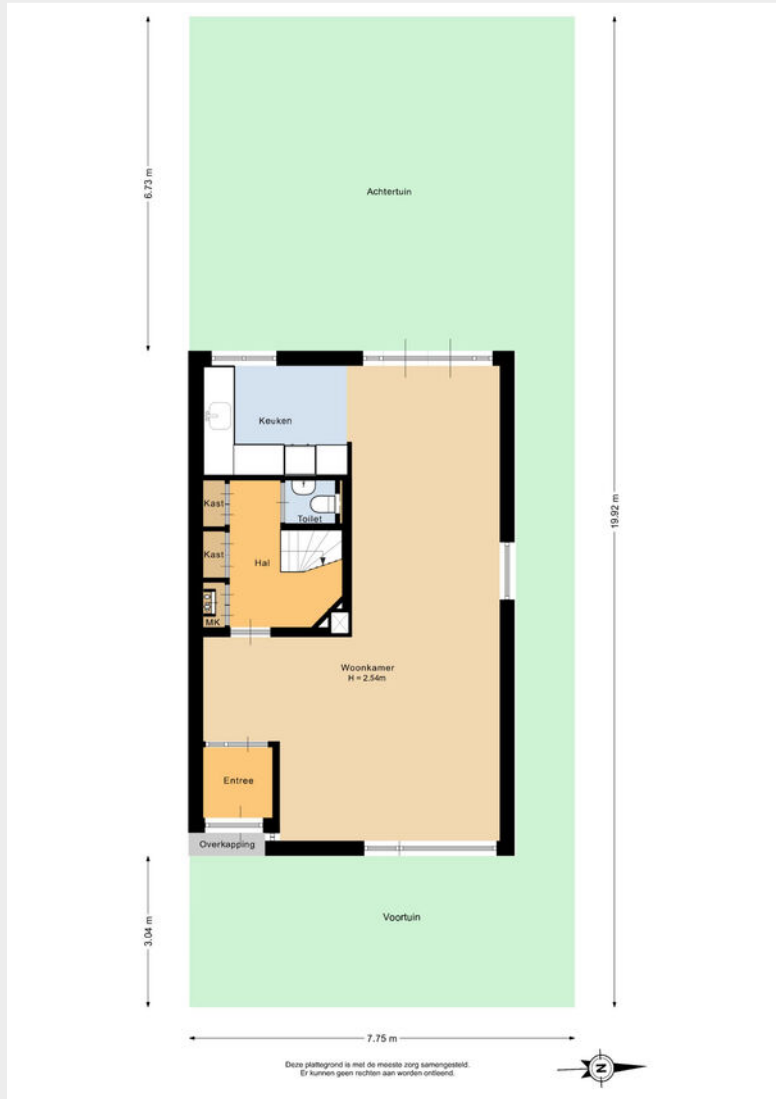 6.73 m
Achtertuin
Keuken
Kast
Toilet
Kast
Hal
19.92 m
MK
Woonkamer
H = 2.54m
Entree
Overkapping
3.04 m
Voortuin
7.75 m
Deze plattegrond is met de meeste zorg samengesteld.
Er kunnen geen rechten aan worden ontleend.
N